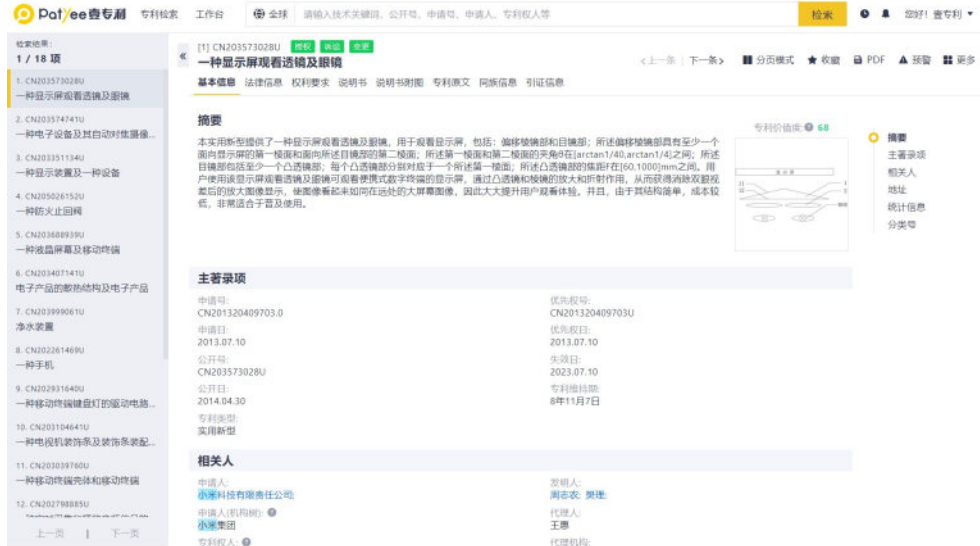 Patyee壹专利 专利检索 工作台 全球 请输入技术关键词、公开号、申请号、申请人、专利权人等 检索 您好！壹专利
检索结果：
1 / 18 项
1. CN203573028U
一种显示屏观看透镜及眼镜
2. CN203574741U
一种电子设备及其自动对焦摄像...
3. CN203351134U
一种显示装置及一种设备
4. CN205026152U
一种防火止回阀
5. CN203688939U
一种液晶屏幕及移动终端
6. CN203407141U
电子产品的散热结构及电子产品
7. CN203999061U
净水装置
8. CN202261469U
一种手机
9. CN202931640U
一种移动终端键盘灯的驱动电路...
10. CN203104641U
一种电视机装饰条及装饰条装配...
11. CN203039760U
一种移动终端壳体和移动终端
12. CN202798885U
上一页 | 下一页
[1] CN203573028U 授权 诉讼 变更
一种显示屏观看透镜及眼镜
<上一条 下一条> 分页模式 收藏 PDF 预警 更多
基本信息 法律信息 权利要求 说明书 说明书附图 专利原文 同族信息 引证信息
摘要
本实用新型提供了一种显示屏观看透镜及眼镜，用于观看显示屏，包括：偏移棱镜部和目镜部；所述偏移棱镜部具有至少一个
面向显示屏的第一棱面和面向所述目镜部的第二棱面；所述第一棱面和第二棱面的夹角θ在[arctan1/40,arctan1/4]之间；所述
目镜部包括至少一个凸透镜部；每个凸透镜部分别对应于一个所述第一棱面；所述凸透镜部的焦距f在[60,1000]mm之间。用
户使用该显示屏观看透镜及眼镜可观看便携式数字终端的显示屏，通过凸透镜和棱镜的放大和折射作用，从而获得消除双眼视
差后的放大图像显示，使图像看起来如同在远处的大屏幕图像，因此大大提升用户观看体验。并且，由于其结构简单，成本较
低，非常适合于普及使用。
专利价值度: 68
摘要
主著录项
相关人
地址
统计信息
分类号
主著录项
申请号:
CN201320409703.0
优先权号:
CN201320409703U
申请日:
2013.07.10
优先权日:
2013.07.10
公开号:
CN203573028U
失效日:
2023.07.10
公开日:
2014.04.30
专利维持期:
8年11月7日
专利类型:
实用新型
相关人
申请人:
小米科技有限责任公司;
发明人:
周志农; 樊理;
申请人(机构树):
小米集团
代理人:
王惠
专利权人:
代理机构: